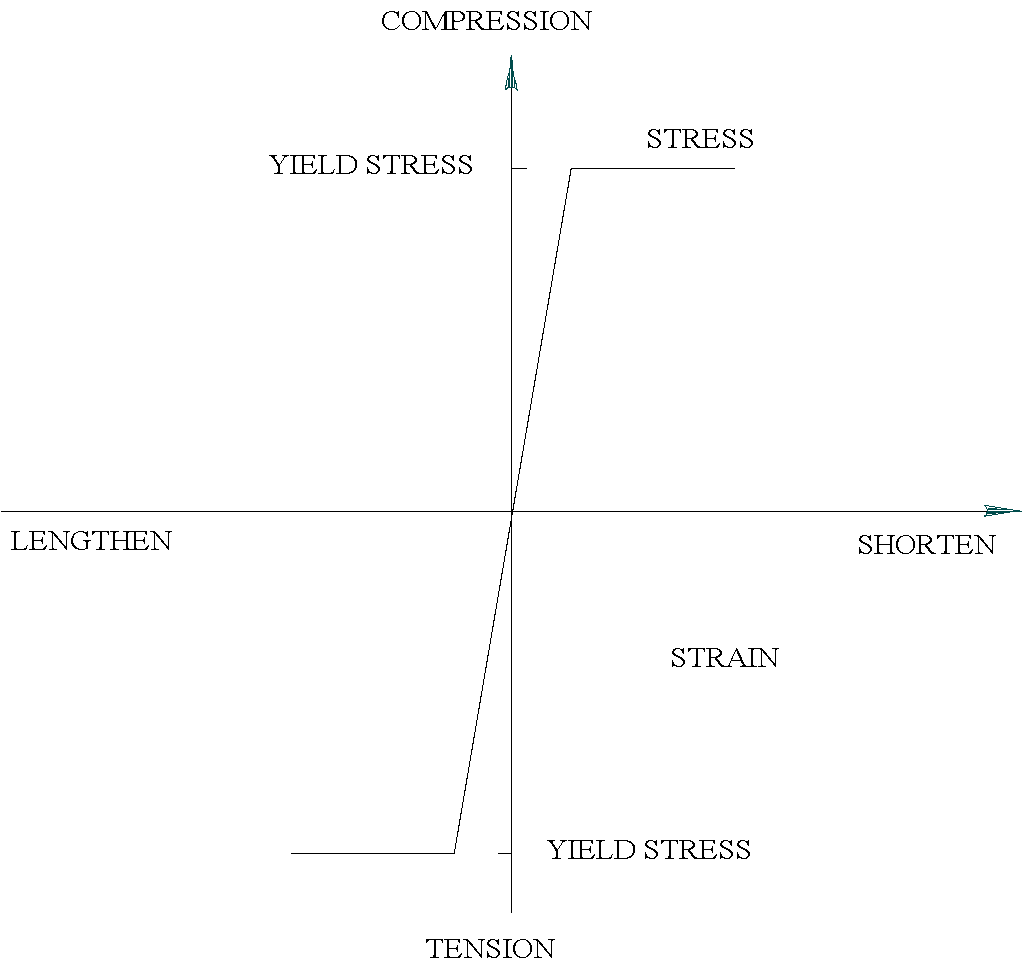 COMPRESSION
STRESS
YIELD STRESS
LENGTHEN
SHORTEN
STRAIN
YIELD STRESS
TENSION